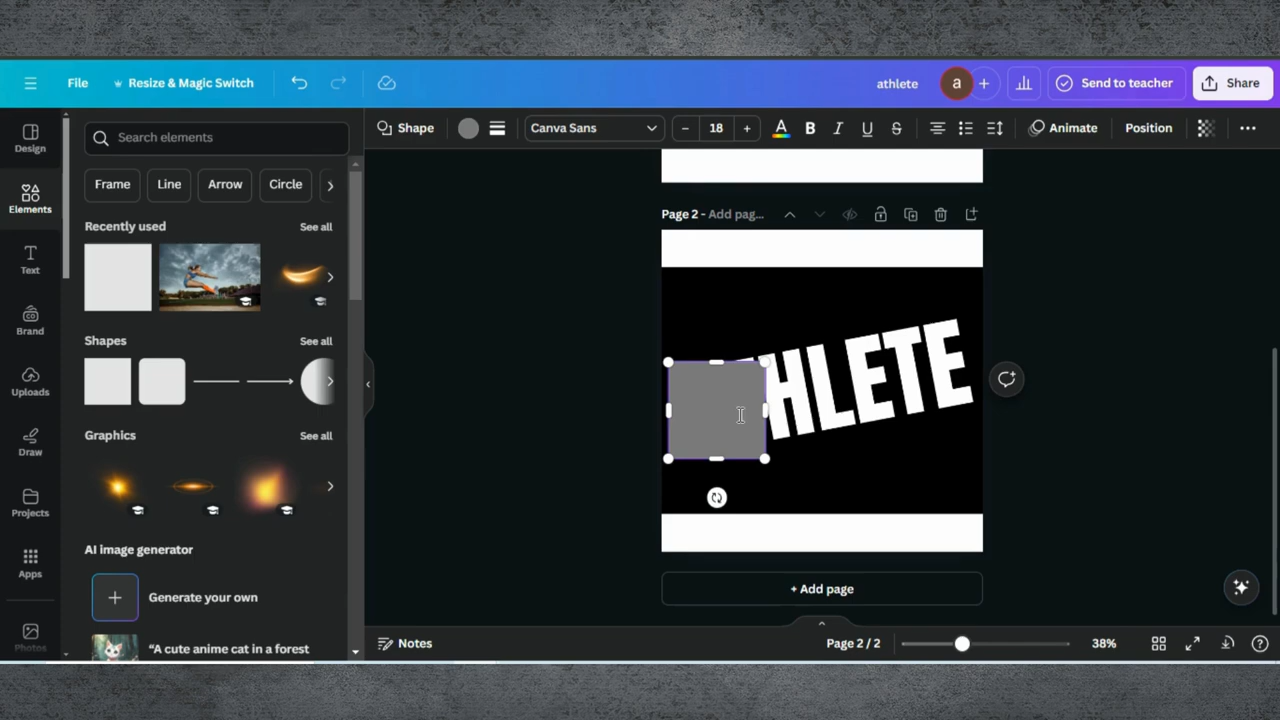 File
Resize & Magic Switch
athlete
a
Send to teacher
Share
Design
Elements
Text
Brand
Uploads
Draw
Projects
Apps
Photos
Search elements
Frame
Line
Arrow
Circle
Recently used
See all
Shapes
See all
Graphics
See all
AI image generator
Generate your own
“A cute anime cat in a forest
Shape
Canva Sans
– 18 +
A B I U S
Animate
Position
Page 2 - Add pag...
HLETE
+ Add page
Notes
Page 2 / 2
38%